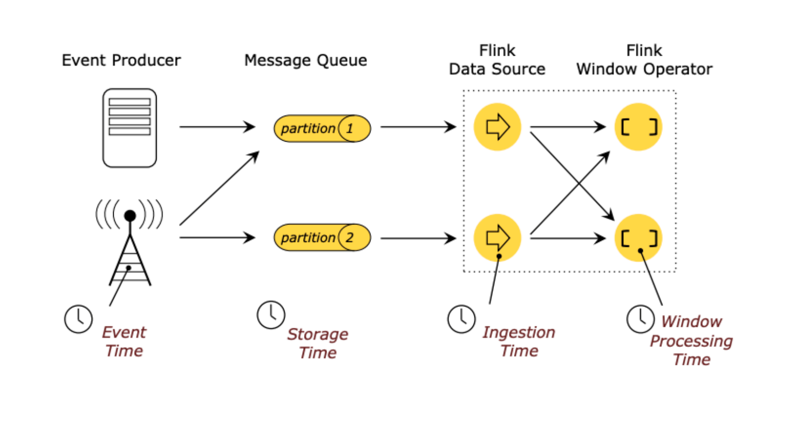 Event Producer
Message Queue
Flink
Data Source
Flink
Window Operator
partition 1
partition 2
[ ]
[ ]
Event
Time
Storage
Time
Ingestion
Time
Window
Processing
Time